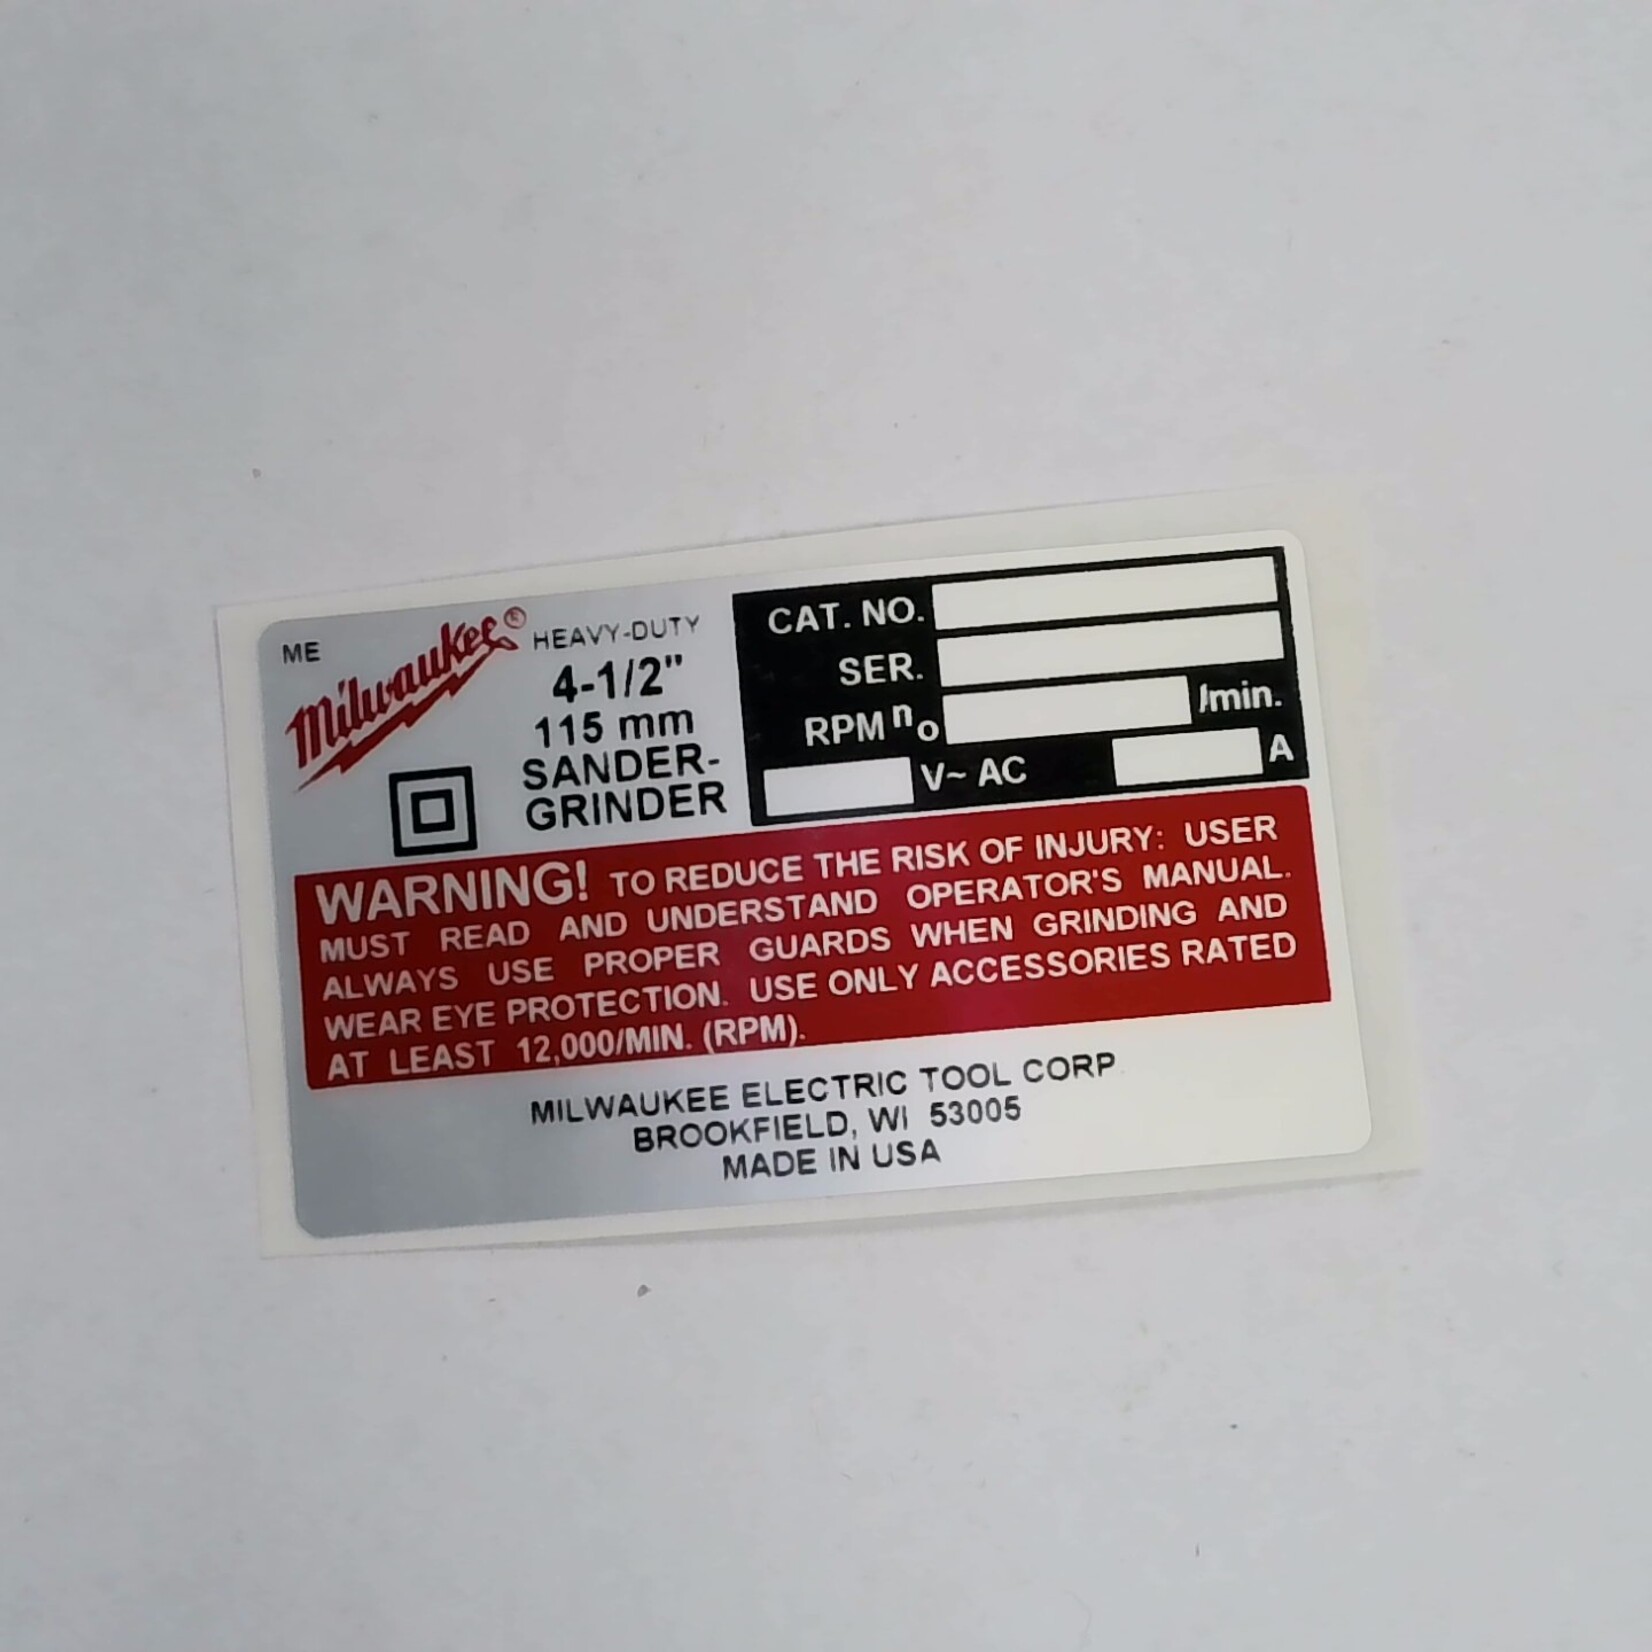 ME
Milwaukee®
HEAVY-DUTY
4-1/2"
115 mm
SANDER-
GRINDER
CAT. NO.
SER.
RPM no /min.
V~ AC A
WARNING! TO REDUCE THE RISK OF INJURY: USER
MUST READ AND UNDERSTAND OPERATOR'S MANUAL.
ALWAYS USE PROPER GUARDS WHEN GRINDING AND
WEAR EYE PROTECTION. USE ONLY ACCESSORIES RATED
AT LEAST 12,000/MIN. (RPM).
MILWAUKEE ELECTRIC TOOL CORP
BROOKFIELD, WI 53005
MADE IN USA